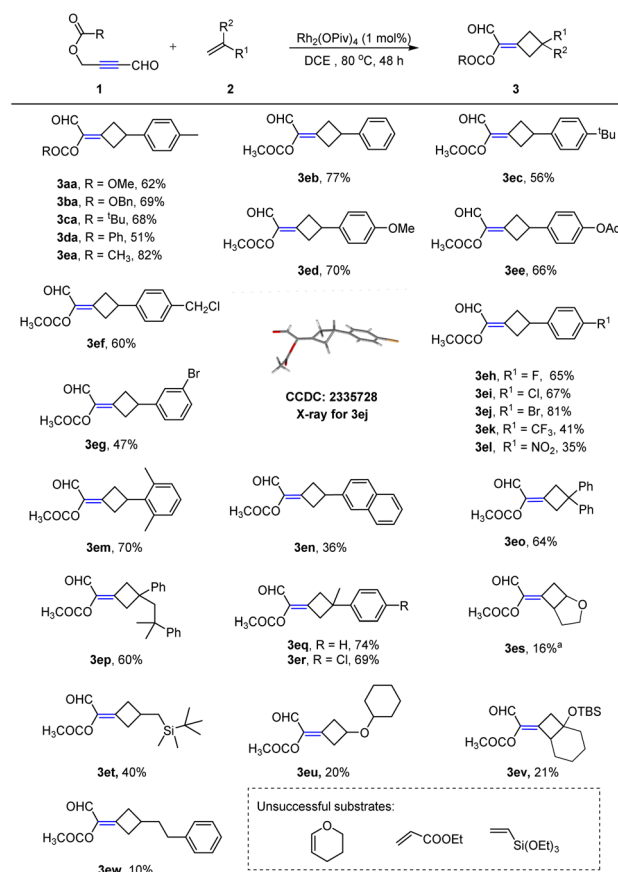 O
R
O
CHO
1
+
R2
R1
2
Rh2(OPiv)4 (1 mol%)
DCE , 80 oC, 48 h
CHO
R1
R2
ROCO
3
OHC
ROCO
3aa, R = OMe, 62%
3ba, R = OBn, 69%
3ca, R = tBu, 68%
3da, R = Ph, 51%
3ea, R = CH3, 82%
OHC
H3COCO
3eb, 77%
OHC
tBu
H3COCO
3ec, 56%
OHC
OMe
H3COCO
3ed, 70%
OHC
OAc
H3COCO
3ee, 66%
OHC
CH2Cl
H3COCO
3ef, 60%
CCDC: 2335728
X-ray for 3ej
OHC
R1
H3COCO
3eh, R1 = F, 65%
3ei, R1 = Cl, 67%
3ej, R1 = Br, 81%
3ek, R1 = CF3, 41%
3el, R1 = NO2, 35%
OHC
Br
H3COCO
3eg, 47%
OHC
H3COCO
3em, 70%
OHC
H3COCO
3en, 36%
OHC
Ph
Ph
H3COCO
3eo, 64%
OHC
Ph
H3COCO
Ph
3ep, 60%
OHC
R
H3COCO
3eq, R = H, 74%
3er, R = Cl, 69%
OHC
O
H3COCO
3es, 16%a
OHC
H3COCO
Si
3et, 40%
OHC
O
H3COCO
3eu, 20%
OHC
OTBS
H3COCO
3ev, 21%
OHC
H3COCO
3ew, 10%
Unsuccessful substrates:
O
COOEt
Si(OEt)3